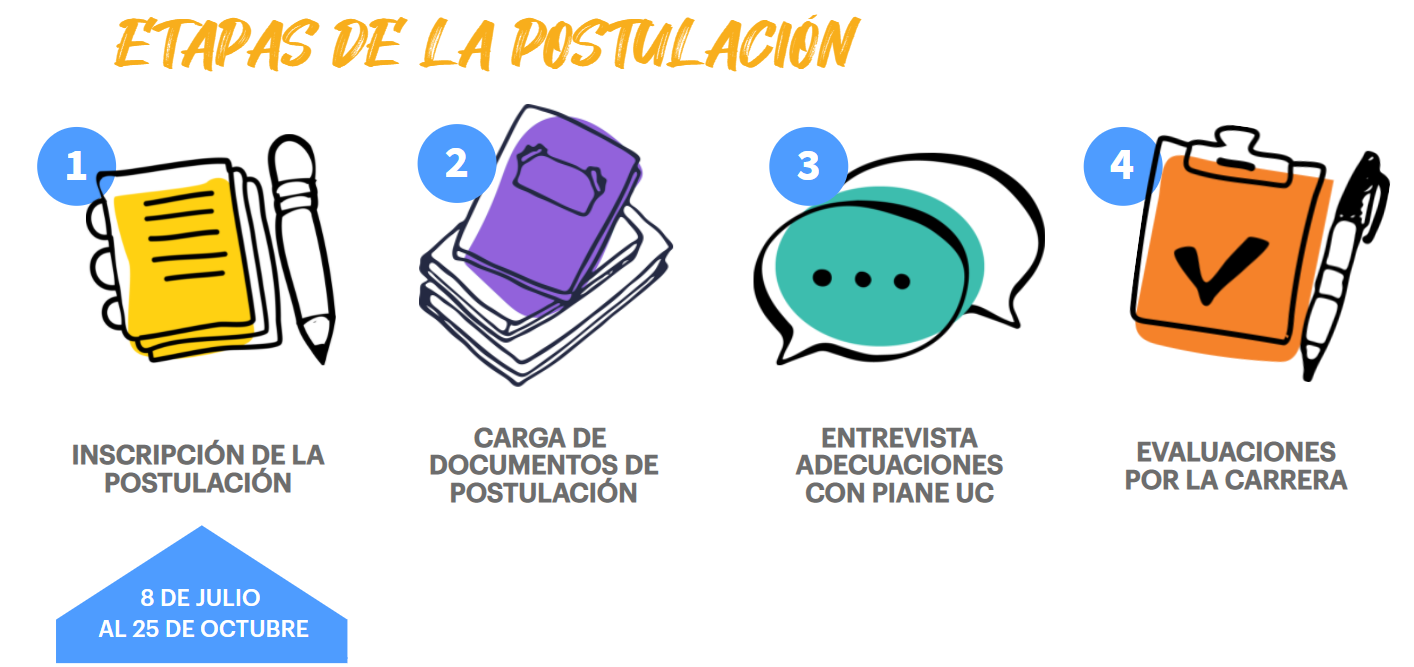 ETAPAS DE LA POSTULACIÓN
1
INSCRIPCIÓN DE LA
POSTULACIÓN
8 DE JULIO
AL 25 DE OCTUBRE
2
CARGA DE
DOCUMENTOS DE
POSTULACIÓN
3
ENTREVISTA
ADECUACIONES
CON PIANE UC
4
EVALUACIONES
POR LA CARRERA